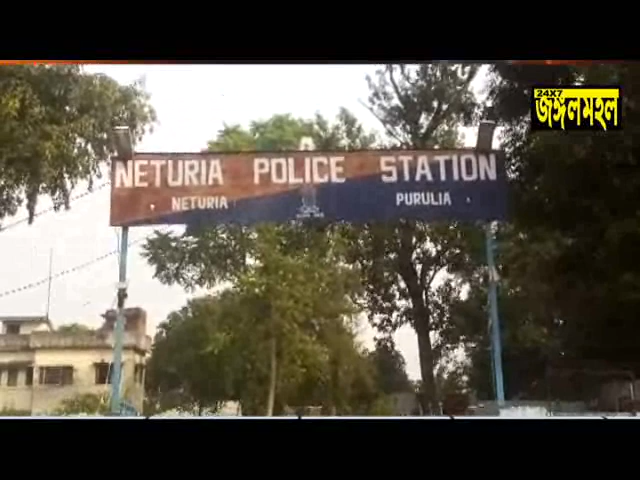 24X7
জঙ্গলমহল
NETURIA POLICE STATION
NETURIA PURULIA